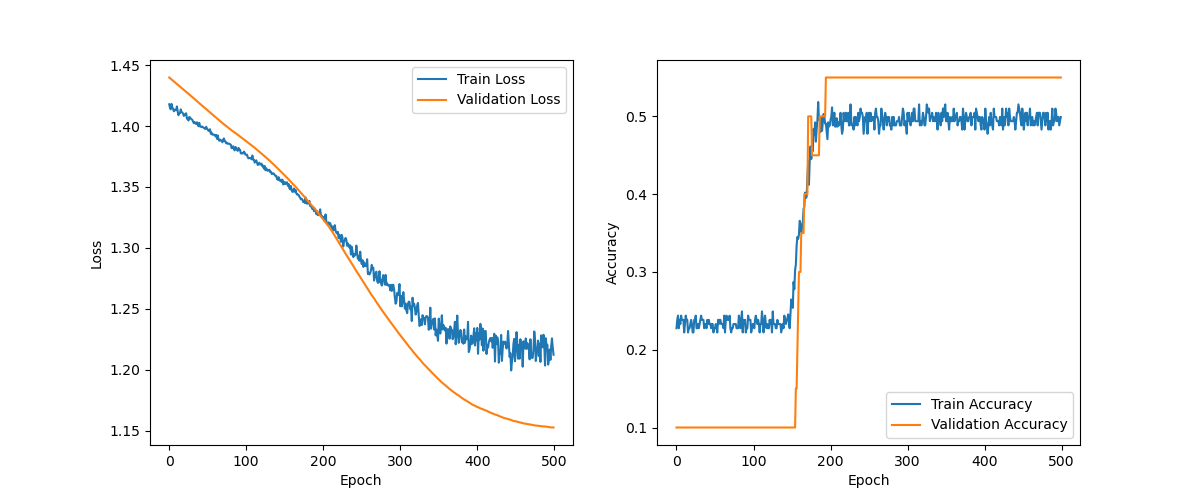 1.45
1.40
1.35
1.30
1.25
1.20
1.15
Loss
0 100 200 300 400 500
Epoch
Train Loss
Validation Loss
0.5
0.4
0.3
0.2
0.1
Accuracy
0 100 200 300 400 500
Epoch
Train Accuracy
Validation Accuracy